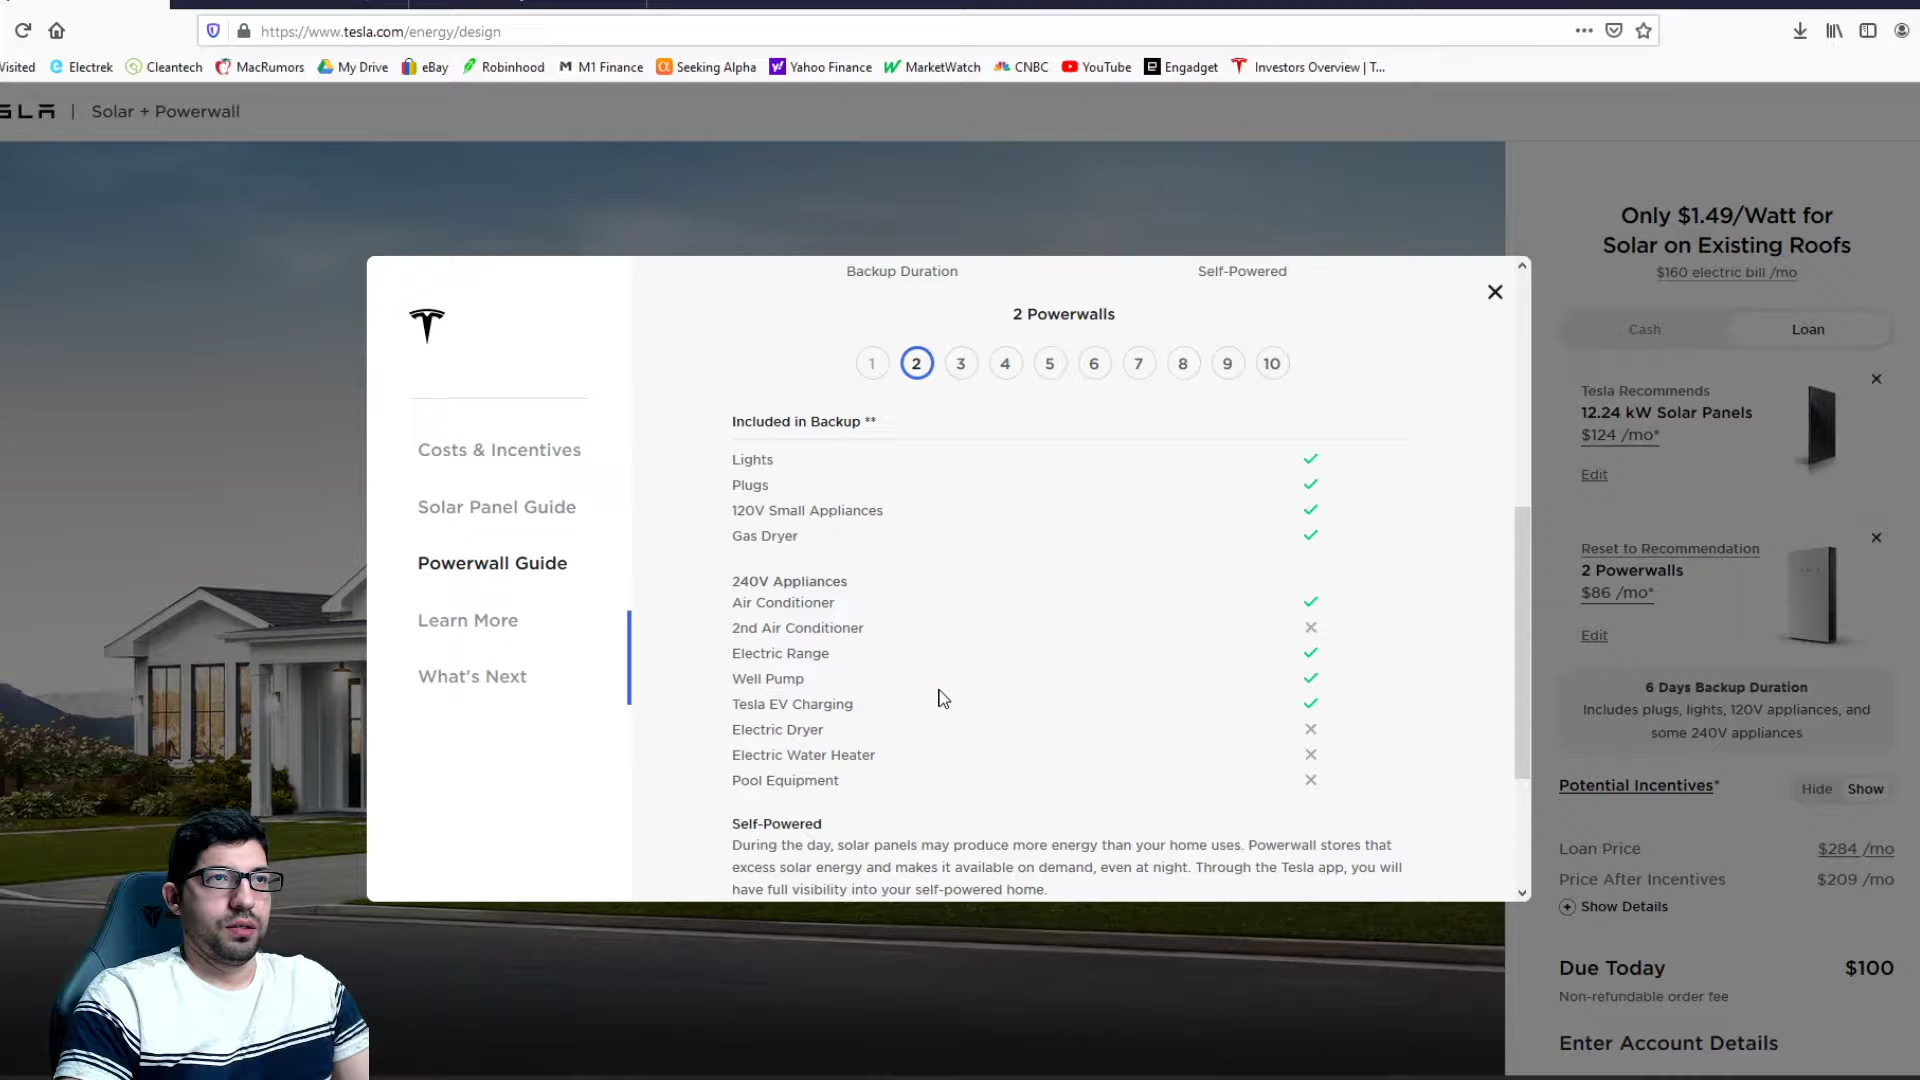 https://www.tesla.com/energy/design
Visited
Electrek
Cleantech
MacRumors
My Drive
eBay
Robinhood
M1 Finance
Seeking Alpha
Yahoo Finance
MarketWatch
CNBC
YouTube
Engadget
Investors Overview | T...
SLA | Solar + Powerwall
Costs & Incentives
Solar Panel Guide
Powerwall Guide
Learn More
What's Next
Backup Duration
Self-Powered
2 Powerwalls
1 2 3 4 5 6 7 8 9 10
Included in Backup **
Lights
Plugs
120V Small Appliances
Gas Dryer
240V Appliances
Air Conditioner
2nd Air Conditioner
Electric Range
Well Pump
Tesla EV Charging
Electric Dryer
Electric Water Heater
Pool Equipment
Self-Powered
During the day, solar panels may produce more energy than your home uses. Powerwall stores that
excess solar energy and makes it available on demand, even at night. Through the Tesla app, you will
have full visibility into your self-powered home.
Only $1.49/Watt for
Solar on Existing Roofs
$160 electric bill /mo
Cash
Loan
Tesla Recommends
12.24 kW Solar Panels
$124 /mo*
Edit
Reset to Recommendation
2 Powerwalls
$86 /mo*
Edit
6 Days Backup Duration
Includes plugs, lights, 120V appliances, and
some 240V appliances
Potential Incentives*
Hide
Show
Loan Price $284 /mo
Price After Incentives $209 /mo
Show Details
Due Today $100
Non-refundable order fee
Enter Account Details